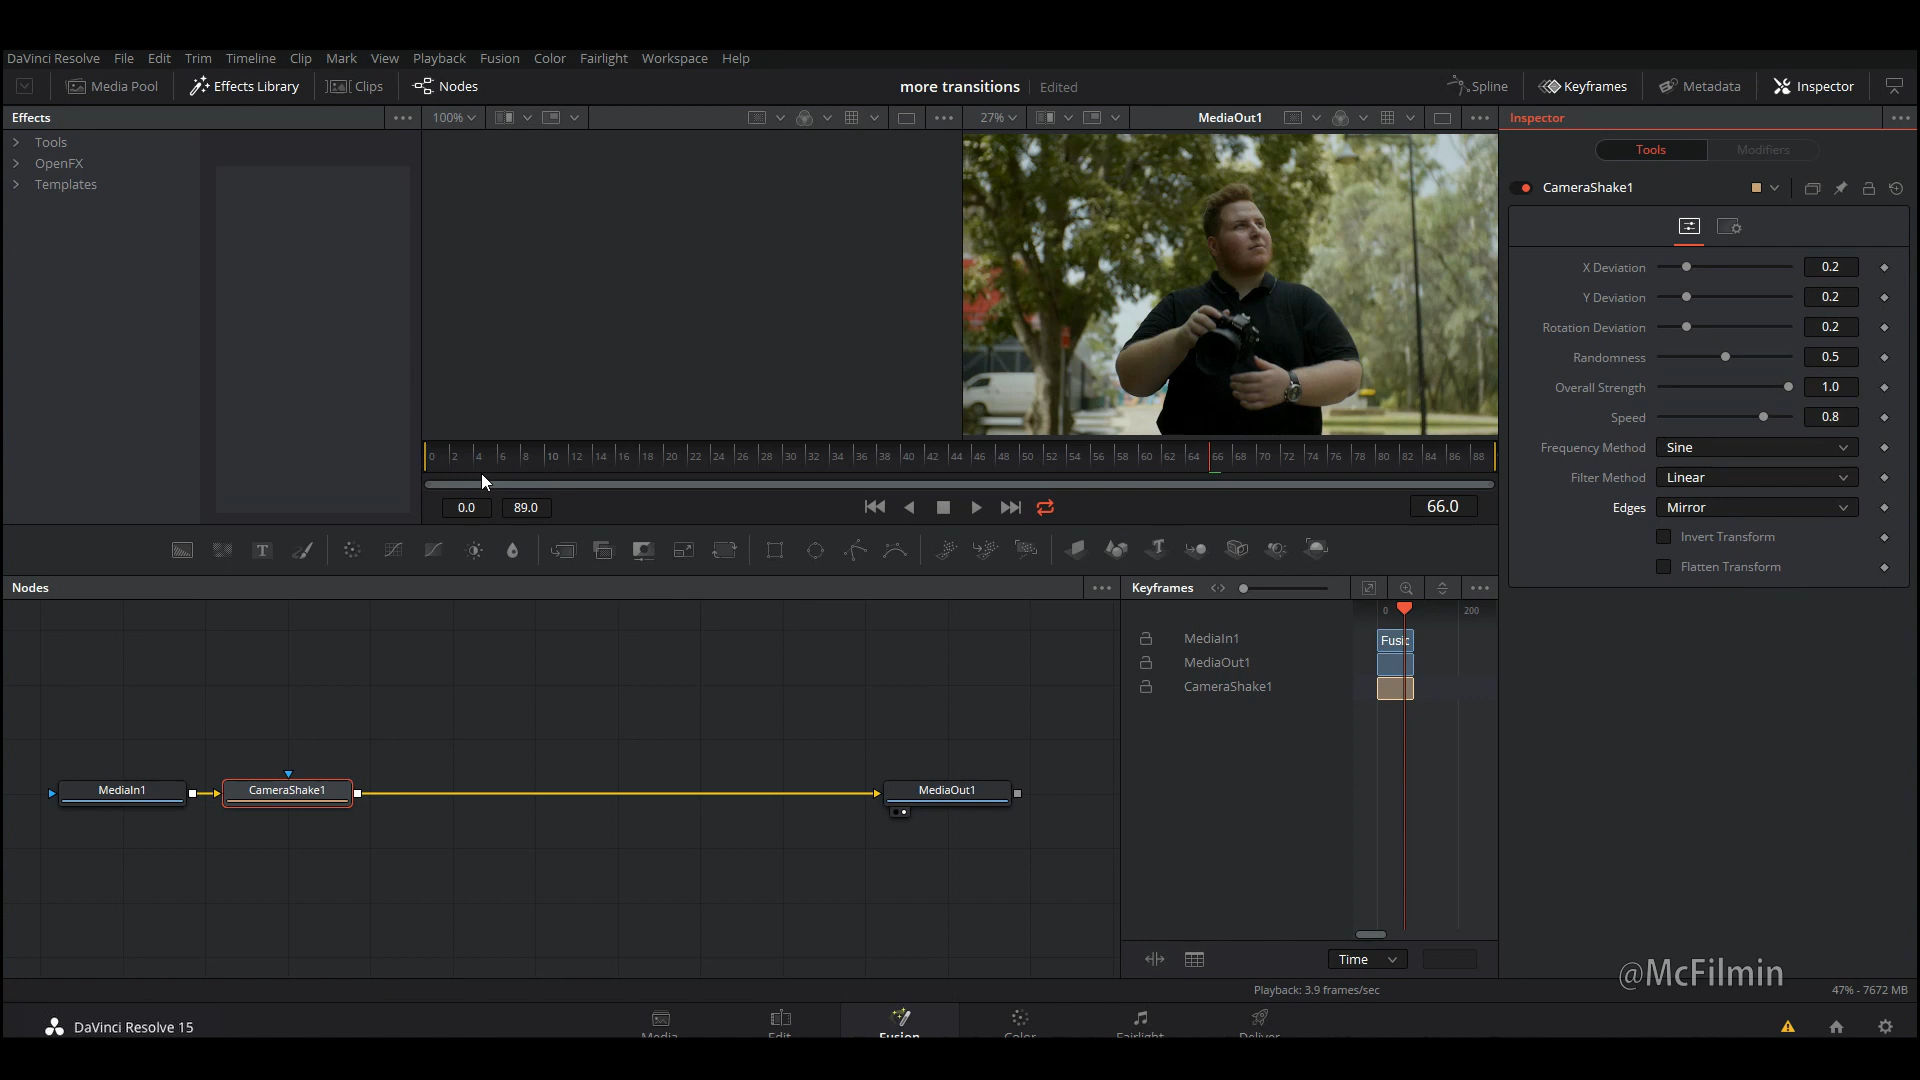 DaVinci Resolve File Edit Trim Timeline Clip Mark View Playback Fusion Color Fairlight Workspace Help
Media Pool Effects Library Clips Nodes more transitions Edited Spline Keyframes Metadata Inspector
Effects 100% 27% MediaOut1 Inspector
Tools
OpenFX
Templates
Tools Modifiers
CameraShake1
X Deviation 0.2
Y Deviation 0.2
Rotation Deviation 0.2
Randomness 0.5
Overall Strength 1.0
Speed 0.8
Frequency Method Sine
Filter Method Linear
Edges Mirror
Invert Transform
Flatten Transform
0 2 4 6 8 10 12 14 16 18 20 22 24 26 28 30 32 34 36 38 40 42 44 46 48 50 52 54 56 58 60 62 64 66 68 70 72 74 76 78 80 82 84 86 88
0.0 89.0 66.0
Nodes Keyframes
0 200
MediaIn1 Fusic
MediaOut1
CameraShake1
MediaIn1 CameraShake1 MediaOut1
Time
@McFilmin
Playback: 3.9 frames/sec 47% - 7672 MB
DaVinci Resolve 15 Media Edit Fusion Color Fairlight Deliver